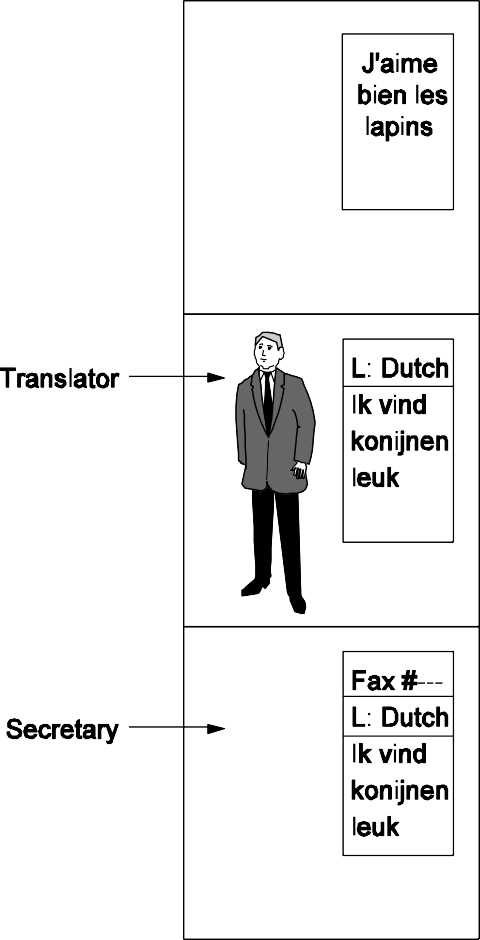 J'aime
bien les
lapins
Translator
L: Dutch
Ik vind
konijnen
leuk
Secretary
Fax #---
L: Dutch
Ik vind
konijnen
leuk